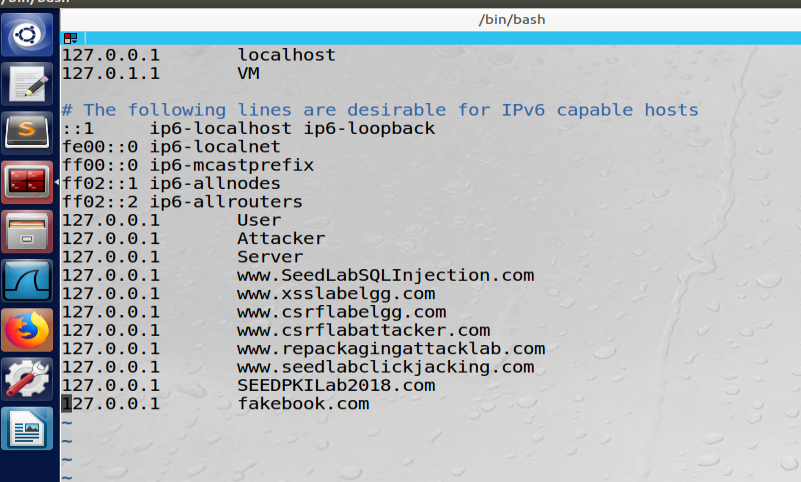 /bin/bash
/bin/bash
127.0.0.1 localhost
127.0.1.1 VM
# The following lines are desirable for IPv6 capable hosts
::1 ip6-localhost ip6-loopback
fe00::0 ip6-localnet
ff00::0 ip6-mcastprefix
ff02::1 ip6-allnodes
ff02::2 ip6-allrouters
127.0.0.1 User
127.0.0.1 Attacker
127.0.0.1 Server
127.0.0.1 www.SeedLabSQLInjection.com
127.0.0.1 www.xsslabelgg.com
127.0.0.1 www.csrflabelgg.com
127.0.0.1 www.csrflabattacker.com
127.0.0.1 www.repackagingattacklab.com
127.0.0.1 www.seedlabclickjacking.com
127.0.0.1 SEEDPKILab2018.com
127.0.0.1 fakebook.com
~
~
~
~